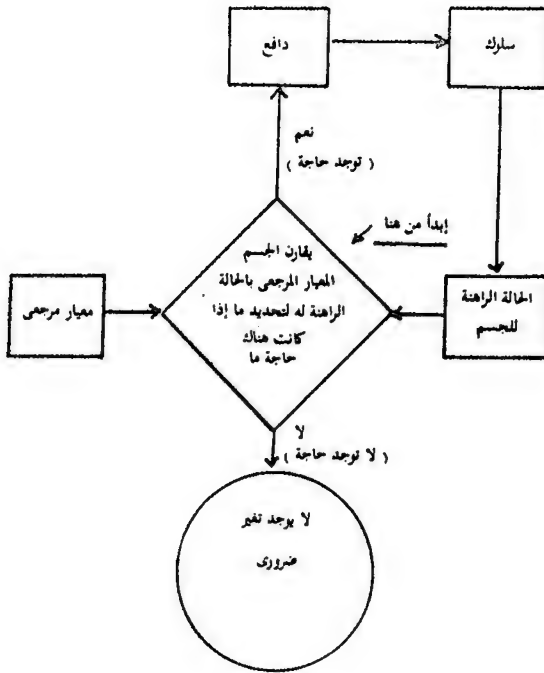 دافع
سلرك
نعم
( توجد حاجة )
إبدأ من هنا
يقارن الجسم
المعيار المرجعى بالحالة
الراهنة له لتحديد ما إذا
كانت هناك
حاجة ما
معيار مرجعى
الحالة الراهنة
للجسم
لا
( لا توجد حاجة )
لا يوجد تغير
ضرورى